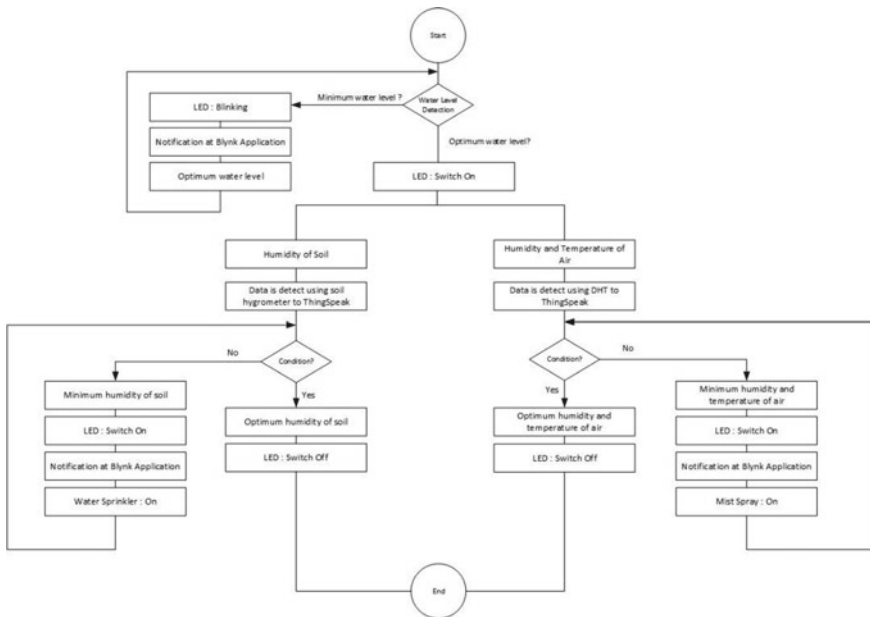 Start
Minimum water level ?
Water Level
Detection
LED : Blinking
Notification at Blynk Application
Optimum water level
Optimum water level?
LED : Switch On
Humidity of Soil
Humidity and Temperature of
Air
Data is detect using soil
hygrometer to ThingSpeak
Data is detect using DHT to
ThingSpeak
No
Condition?
Yes
Condition?
No
Yes
Minimum humidity of soil
LED : Switch On
Notification at Blynk Application
Water Sprinkler : On
Optimum humidity of soil
LED : Switch Off
Optimum humidity and
temperature of air
LED : Switch Off
Minimum humidity and
temperature of air
LED : Switch On
Notification at Blynk Application
Mist Spray : On
End